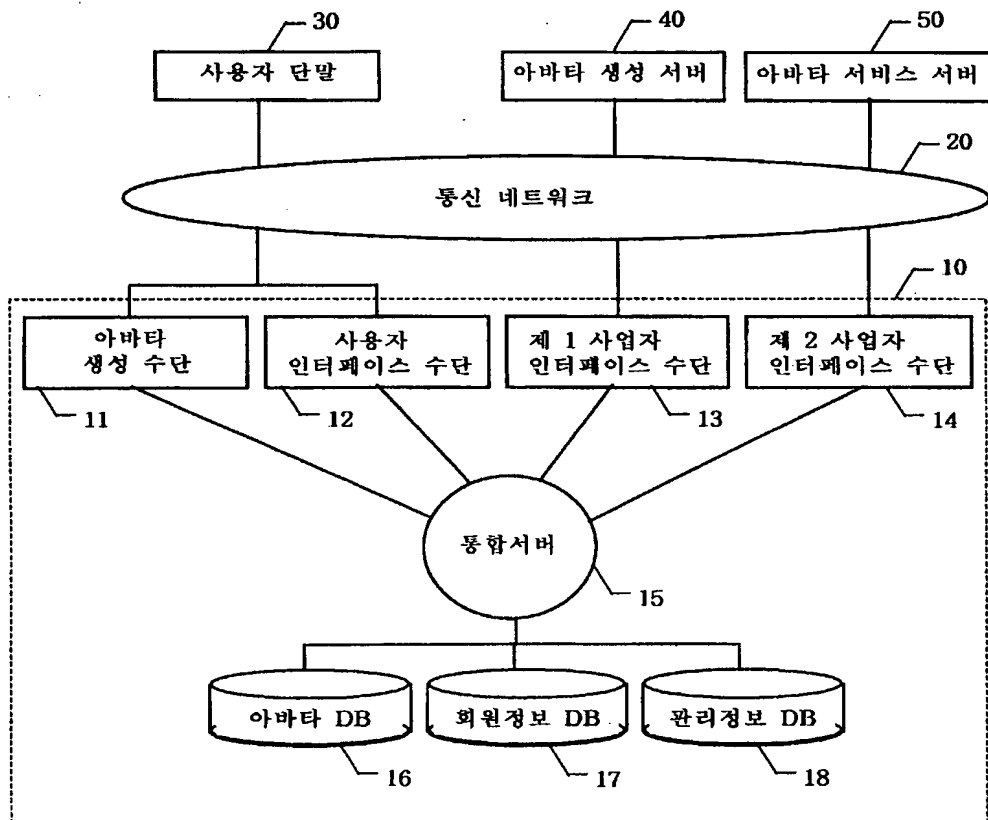 30
40
50
사용자 단말
아바타 생성 서버
아바타 서비스 서버
20
통신 네트워크
10
아바타
생성 수단
사용자
인터페이스 수단
제 1 사업자
인터페이스 수단
제 2 사업자
인터페이스 수단
11
12
13
14
통합서버
15
아바타 DB
회원정보 DB
관리정보 DB
16
17
18